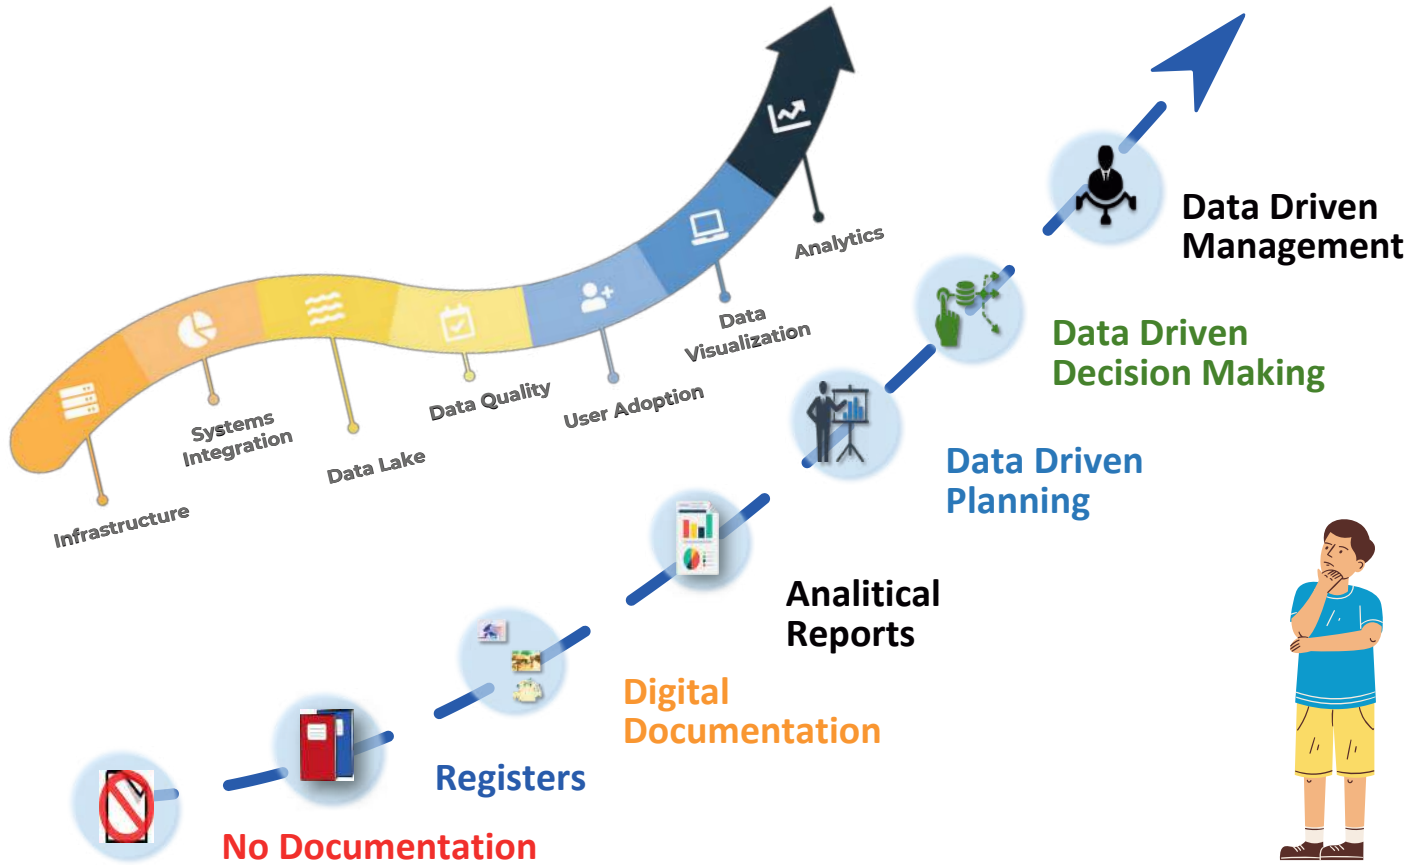 Infrastructure
Systems
Integration
Data Lake
Data Quality
User Adoption
Data
Visualization
Analytics
Data Driven
Management
Data Driven
Decision Making
Data Driven
Planning
Analitical
Reports
Digital
Documentation
Registers
No Documentation